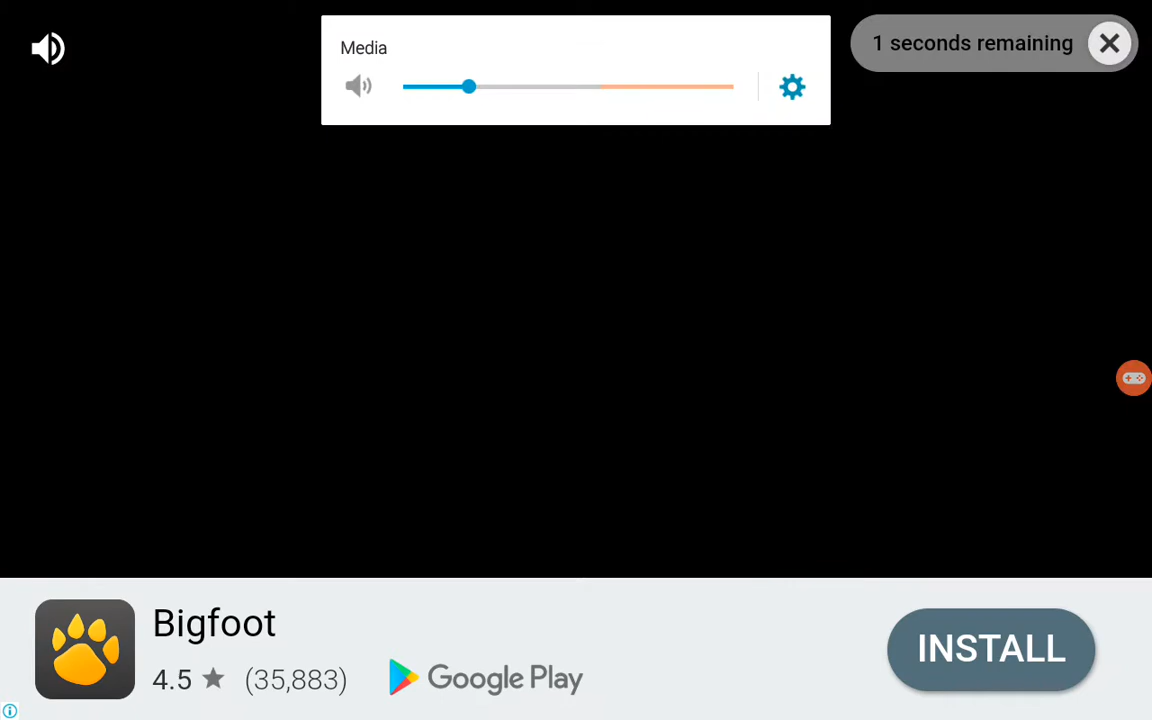 Media
1 seconds remaining
Bigfoot
4.5 ★ (35,883)
Google Play
INSTALL